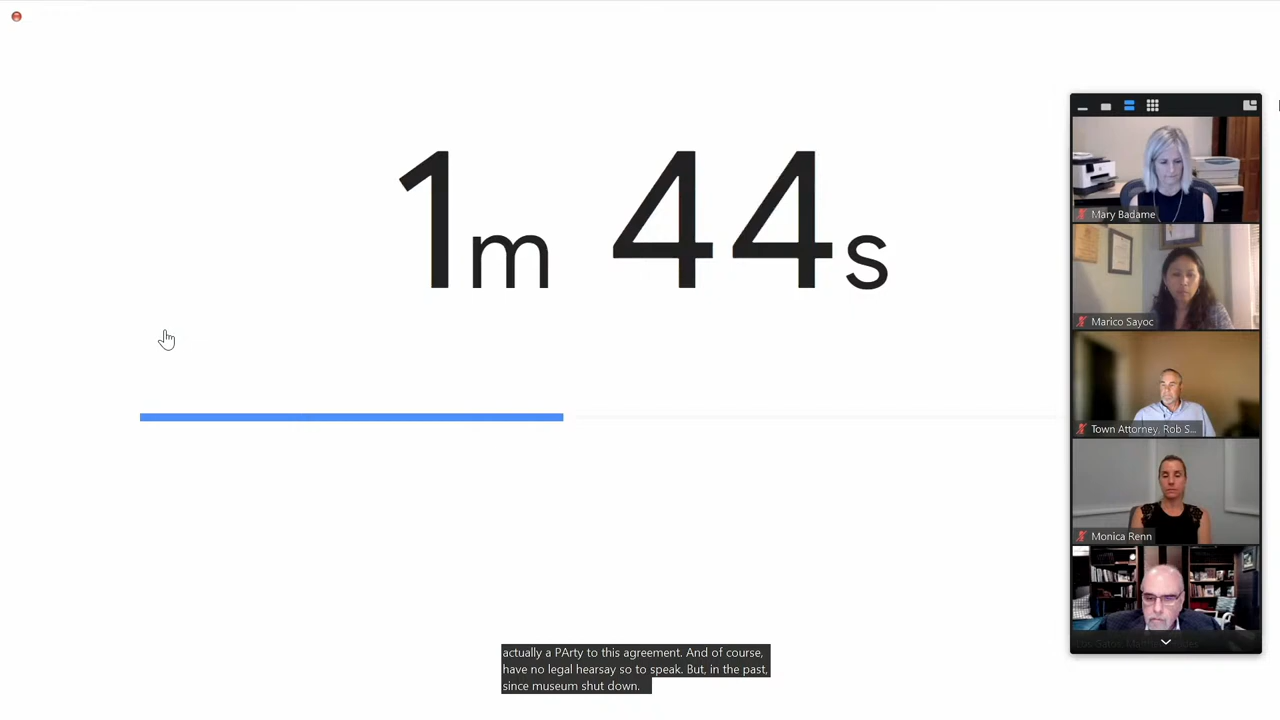 1m 44s
Mary Badame
Marico Sayoc
Town Attorney, Rob S...
Monica Renn
actually a PArty to this agreement. And of course,
have no legal hearsay so to speak. But, in the past,
since museum shut down.